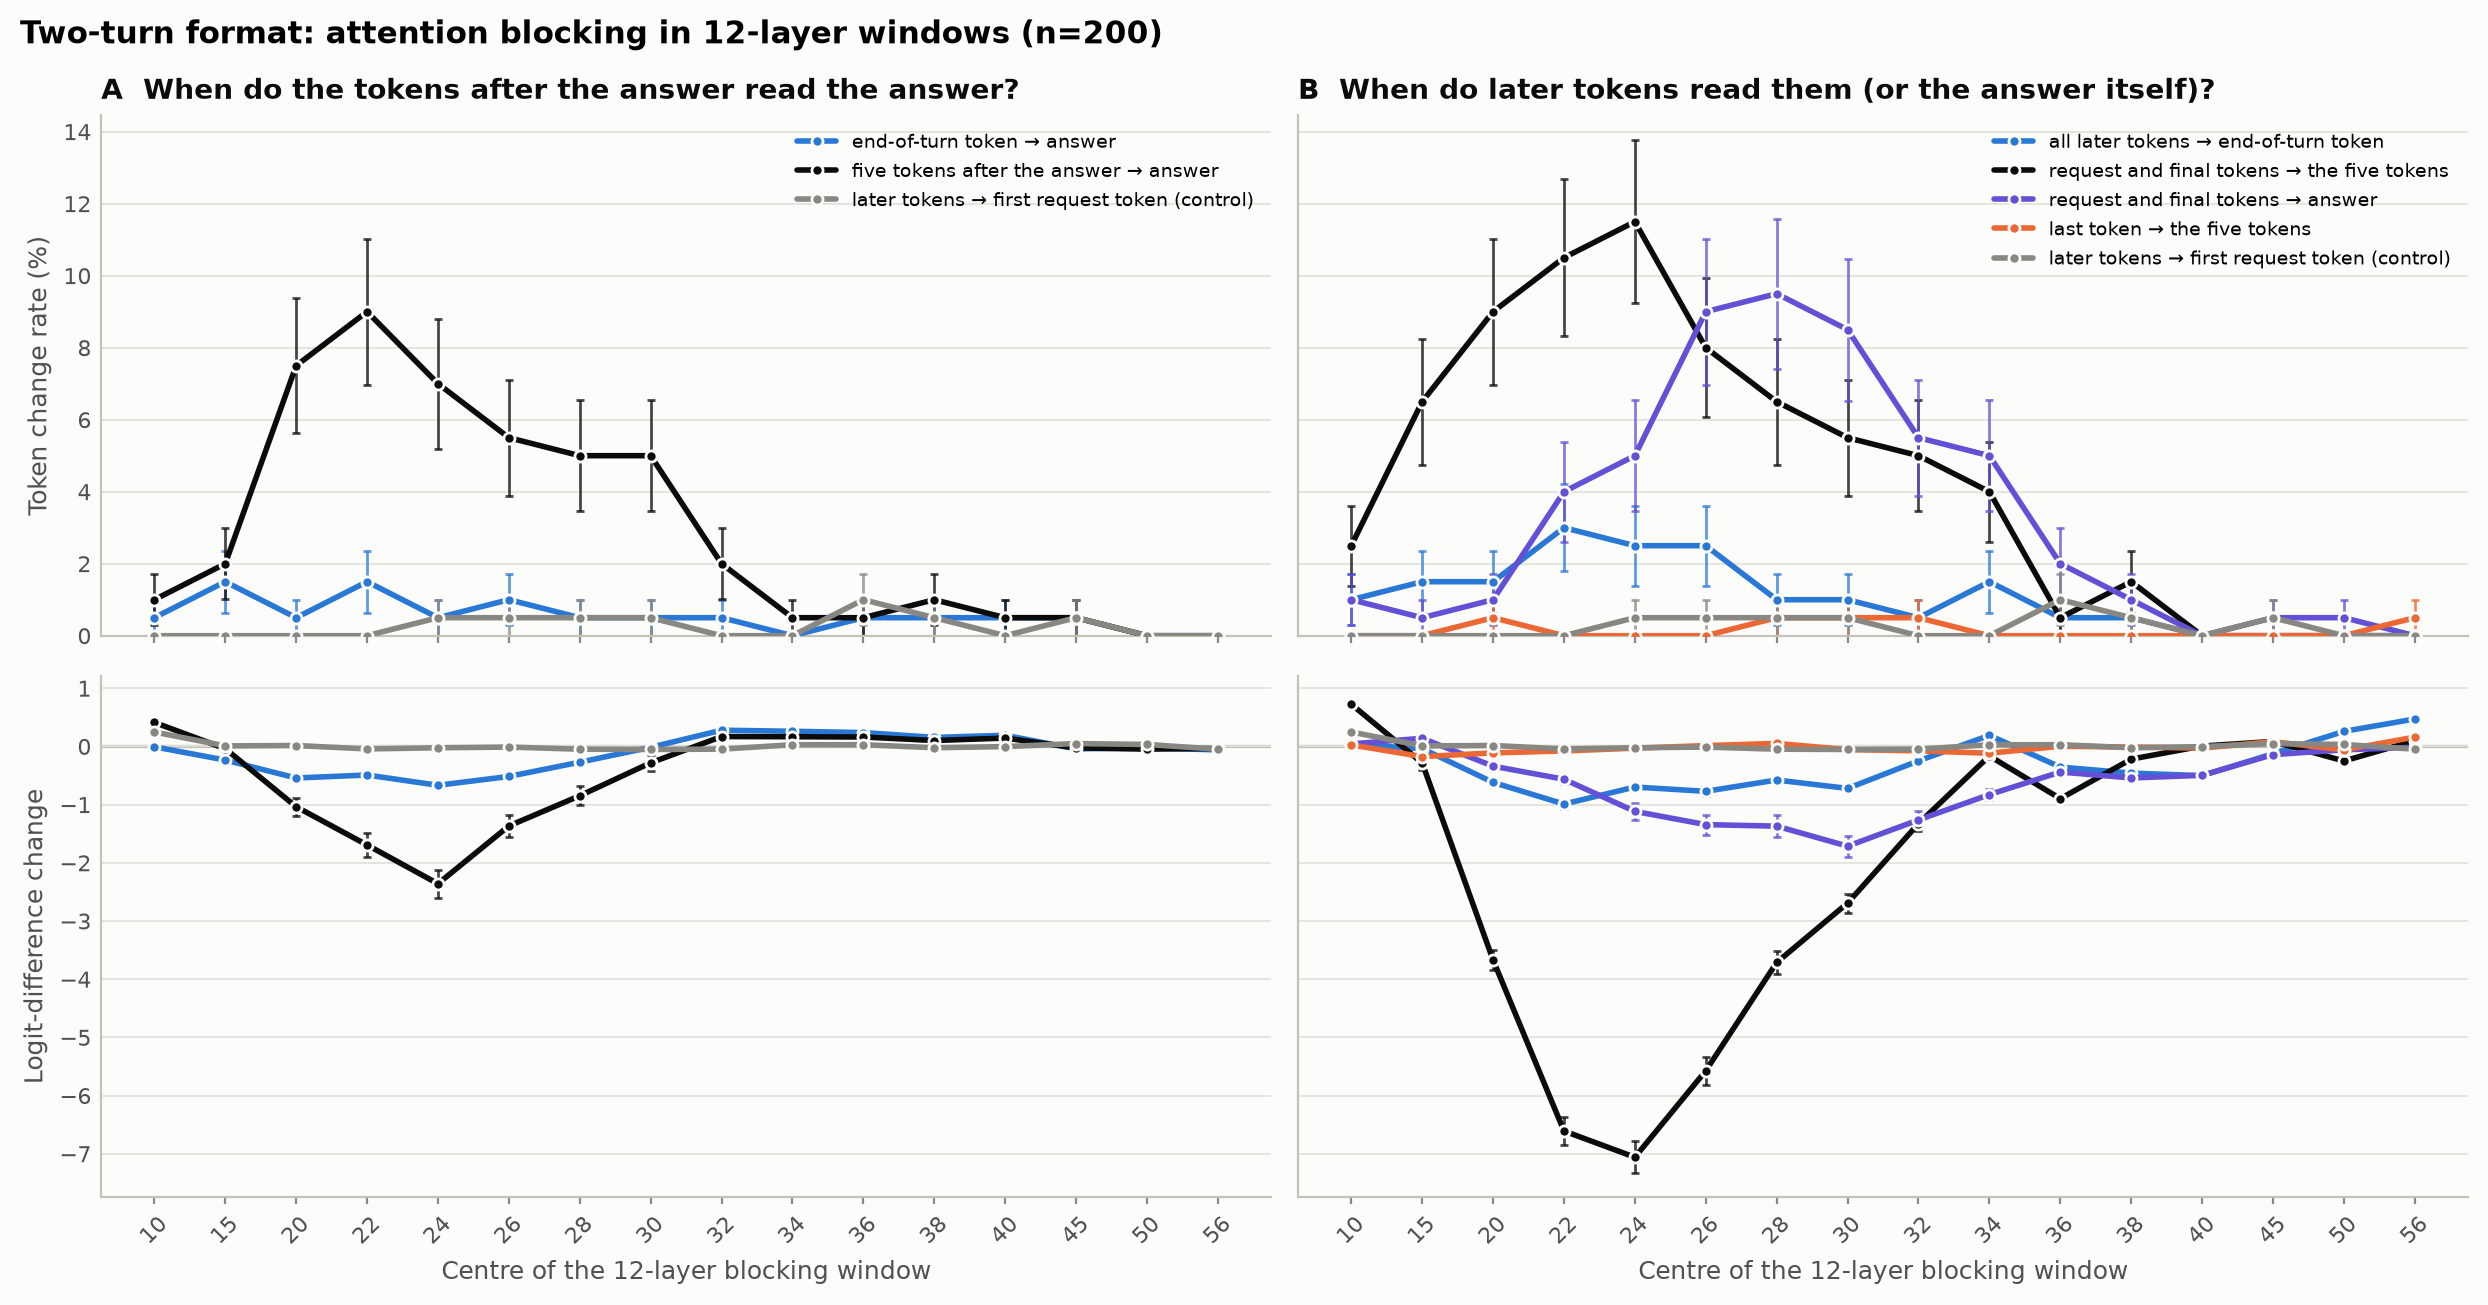 Two-turn format: attention blocking in 12-layer windows (n=200)
A When do the tokens after the answer read the answer?
Token change rate (%)
14
12
10
8
6
4
2
0
end-of-turn token → answer
five tokens after the answer → answer
later tokens → first request token (control)
B When do later tokens read them (or the answer itself)?
all later tokens → end-of-turn token
request and final tokens → the five tokens
request and final tokens → answer
last token → the five tokens
later tokens → first request token (control)
Logit-difference change
1
0
−1
−2
−3
−4
−5
−6
−7
10 15 20 22 24 26 28 30 32 34 36 38 40 45 50 56
Centre of the 12-layer blocking window
10 15 20 22 24 26 28 30 32 34 36 38 40 45 50 56
Centre of the 12-layer blocking window